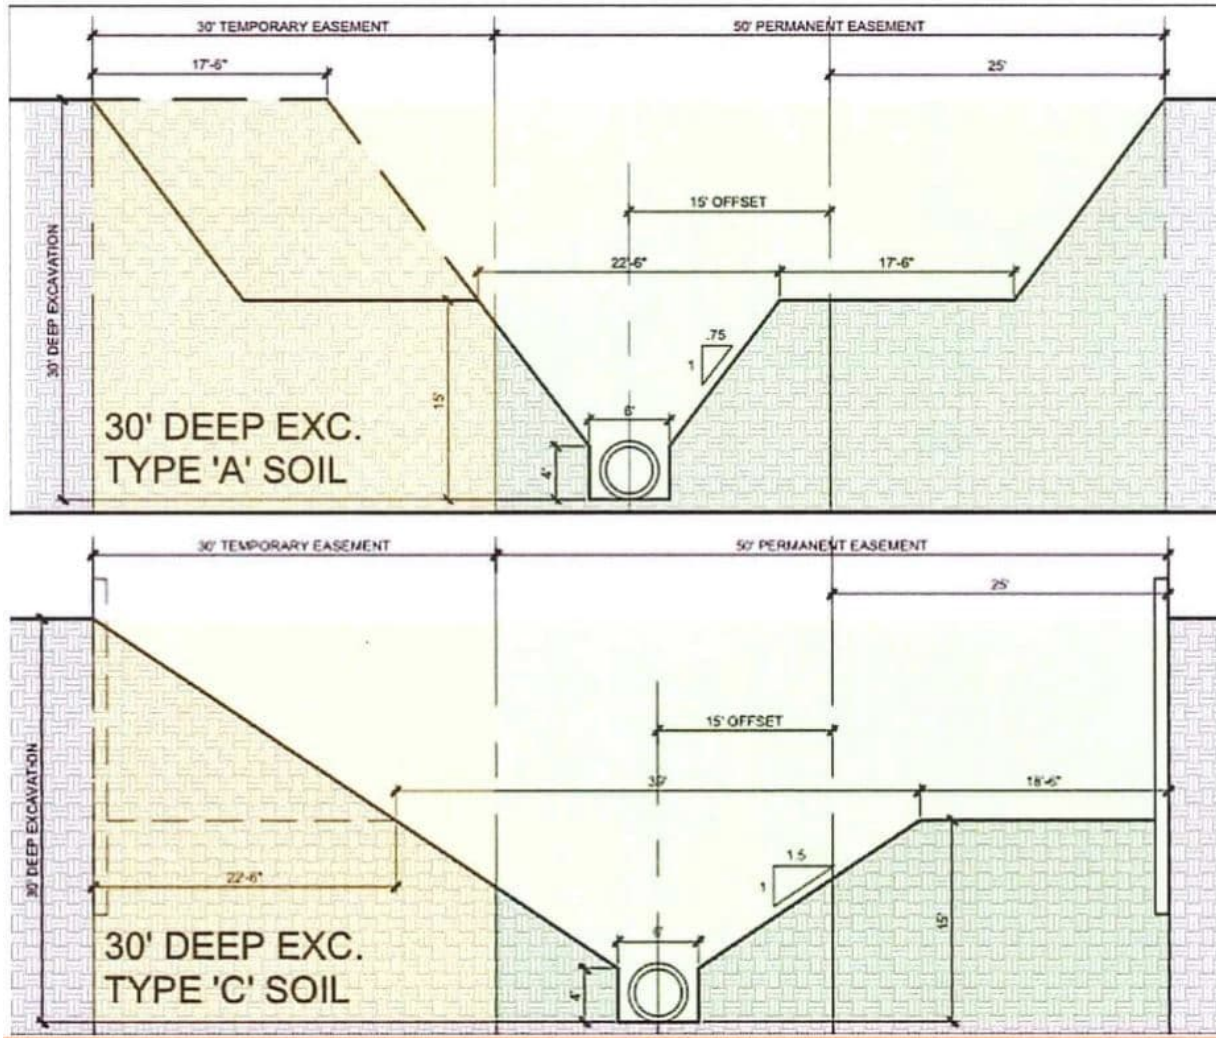 30' TEMPORARY EASEMENT
50' PERMANENT EASEMENT
17'-6"
25'
15' OFFSET
22'-6"
17'-6"
30' DEEP EXCAVATION
.75
1
15'
6'
4'
30' DEEP EXC.
TYPE 'A' SOIL
30' TEMPORARY EASEMENT
50' PERMANENT EASEMENT
25'
15' OFFSET
39'
18'-6"
30' DEEP EXCAVATION
1.5
1
22'-6"
15'
6'
4'
30' DEEP EXC.
TYPE 'C' SOIL